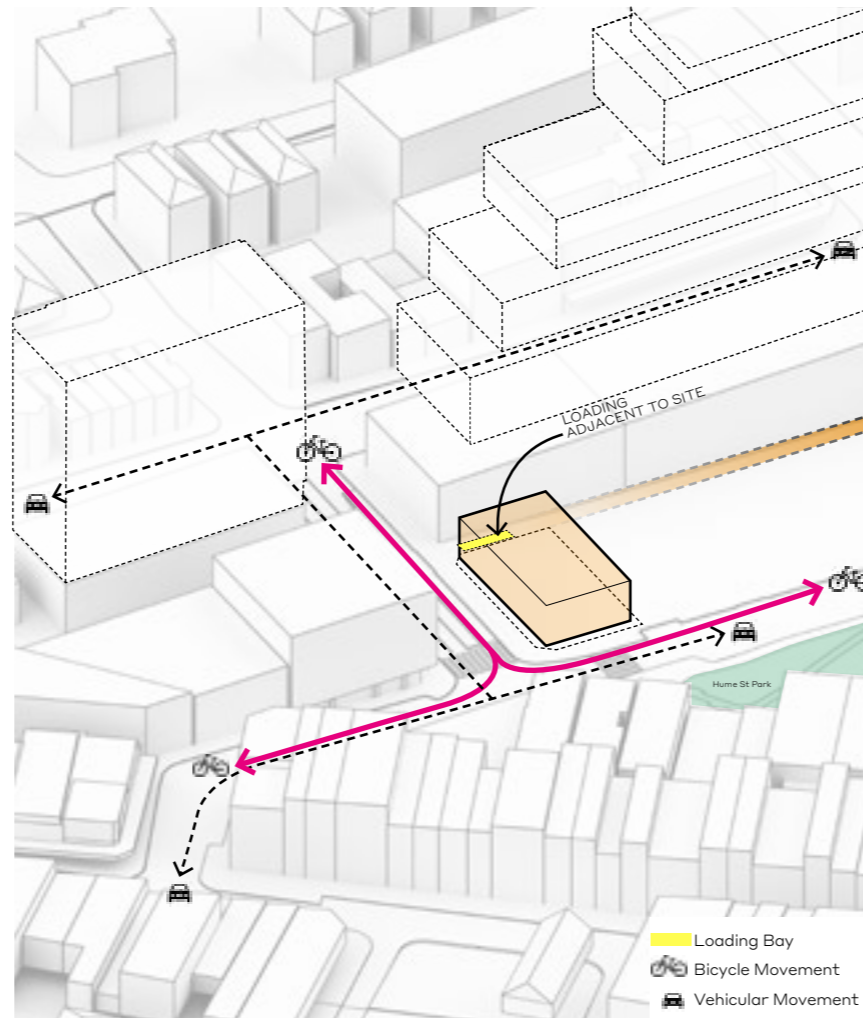 LOADING
ADJACENT TO SITE
Hume St Park
Loading Bay
Bicycle Movement
Vehicular Movement